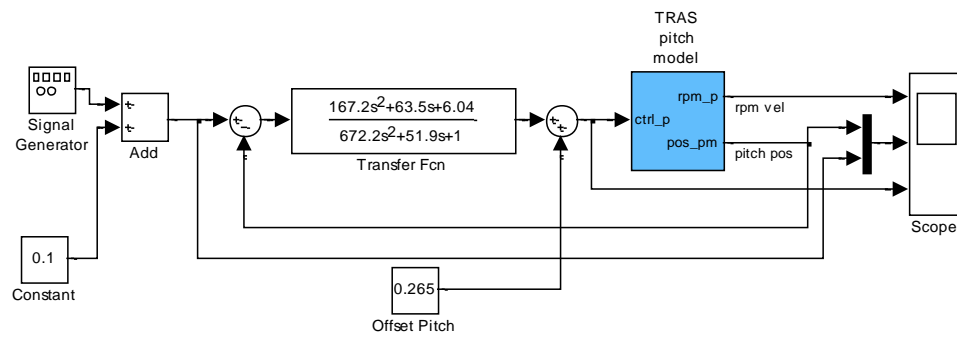 TRAS
pitch
model
Signal
Generator
Add
167.2s²+63.5s+6.04
672.2s²+51.9s+1
Transfer Fcn
ctrl_p
rpm_p
pos_pm
rpm vel
pitch pos
Scope
0.1
Constant
0.265
Offset Pitch